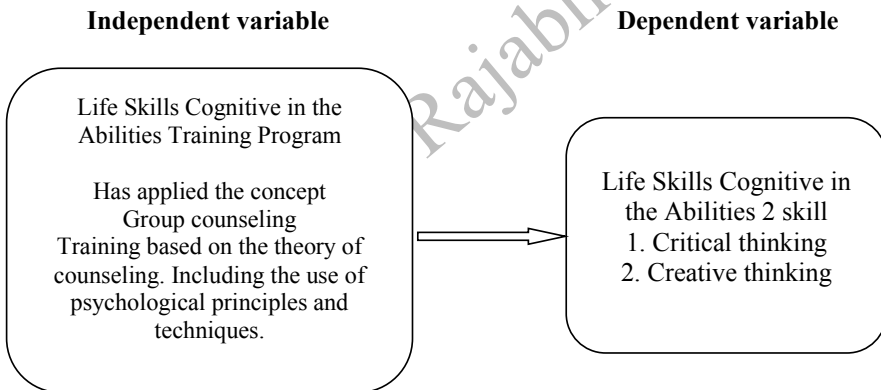 Independent variable
Dependent variable
Life Skills Cognitive in the
Abilities Training Program
Has applied the concept
Group counseling
Training based on the theory of
counseling. Including the use of
psychological principles and
techniques.
Life Skills Cognitive in
the Abilities 2 skill
1. Critical thinking
2. Creative thinking